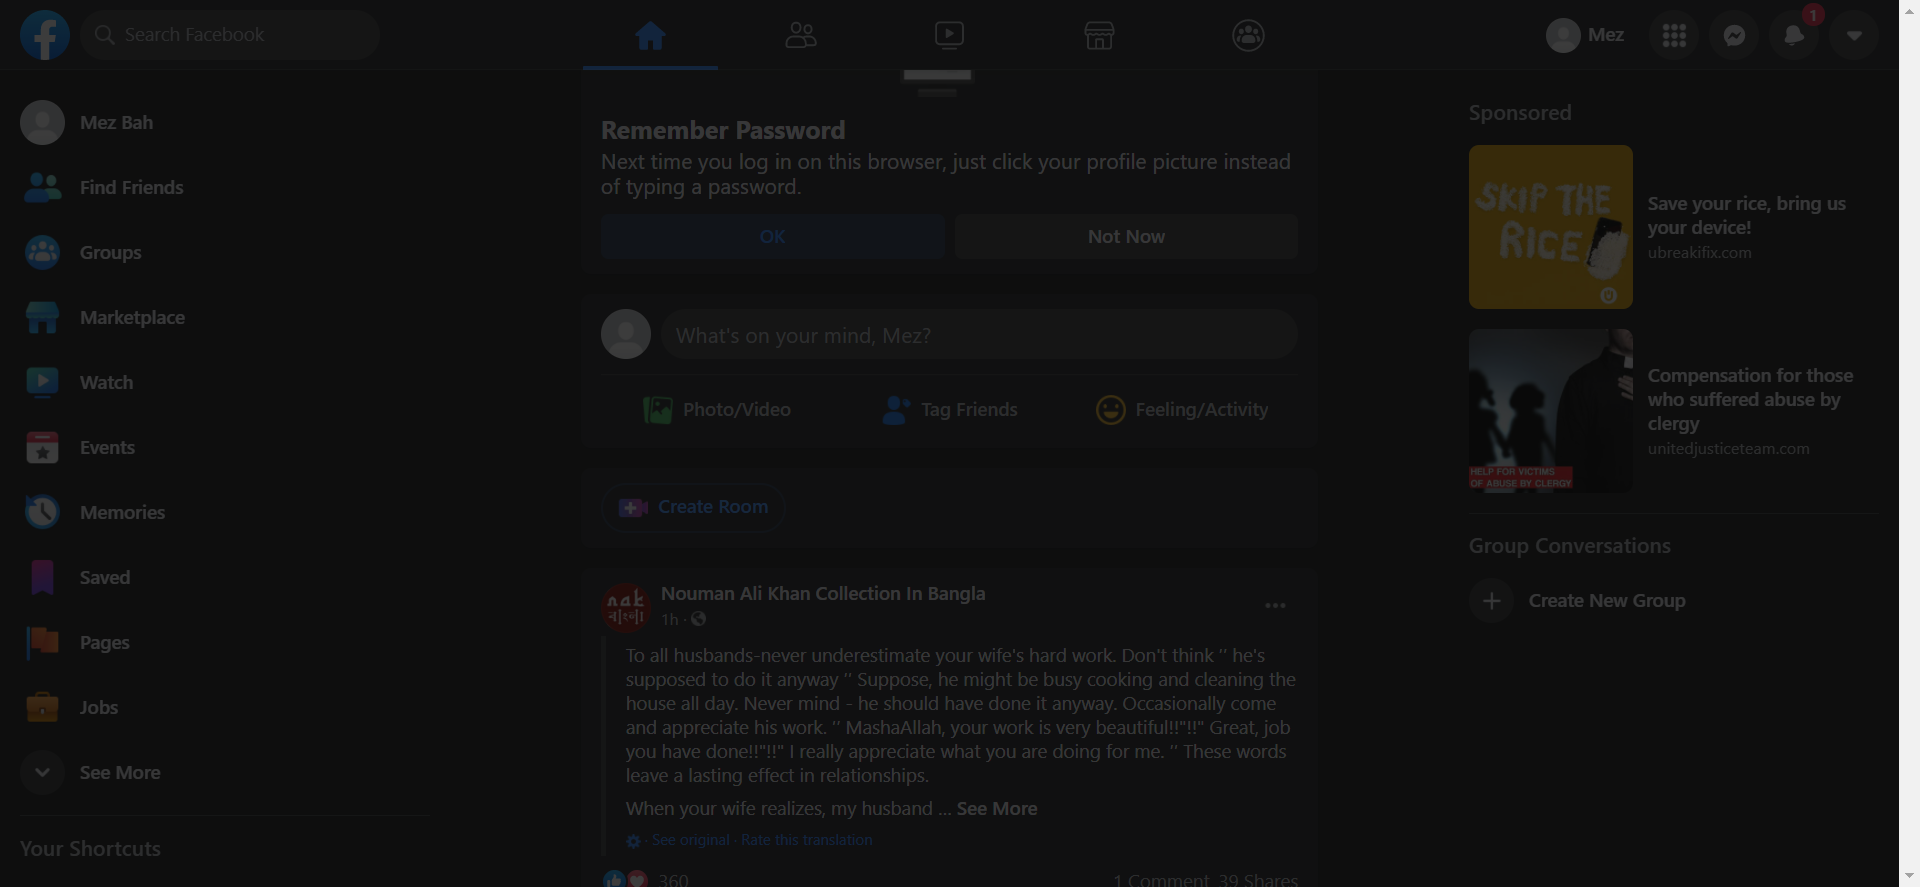 Search Facebook
Mez
1
Mez Bah
Find Friends
Groups
Marketplace
Watch
Events
Memories
Saved
Pages
Jobs
See More
Your Shortcuts
Remember Password
Next time you log in on this browser, just click your profile picture instead
of typing a password.
OK
Not Now
What's on your mind, Mez?
Photo/Video
Tag Friends
Feeling/Activity
Create Room
nak
বাংলা
Nouman Ali Khan Collection In Bangla
1h ·
To all husbands-never underestimate your wife's hard work. Don't think ′′ he's
supposed to do it anyway ′′ Suppose, he might be busy cooking and cleaning the
house all day. Never mind - he should have done it anyway. Occasionally come
and appreciate his work. ′′ MashaAllah, your work is very beautiful!!"!!" Great, job
you have done!!"!!" I really appreciate what you are doing for me. ′′ These words
leave a lasting effect in relationships.
When your wife realizes, my husband ... See More
· See original · Rate this translation
360
1 Comment 39 Shares
Sponsored
SKIP THE
RICE
Save your rice, bring us
your device!
ubreakifix.com
HELP FOR VICTIMS
OF ABUSE BY CLERGY
Compensation for those
who suffered abuse by
clergy
unitedjusticeteam.com
Group Conversations
Create New Group